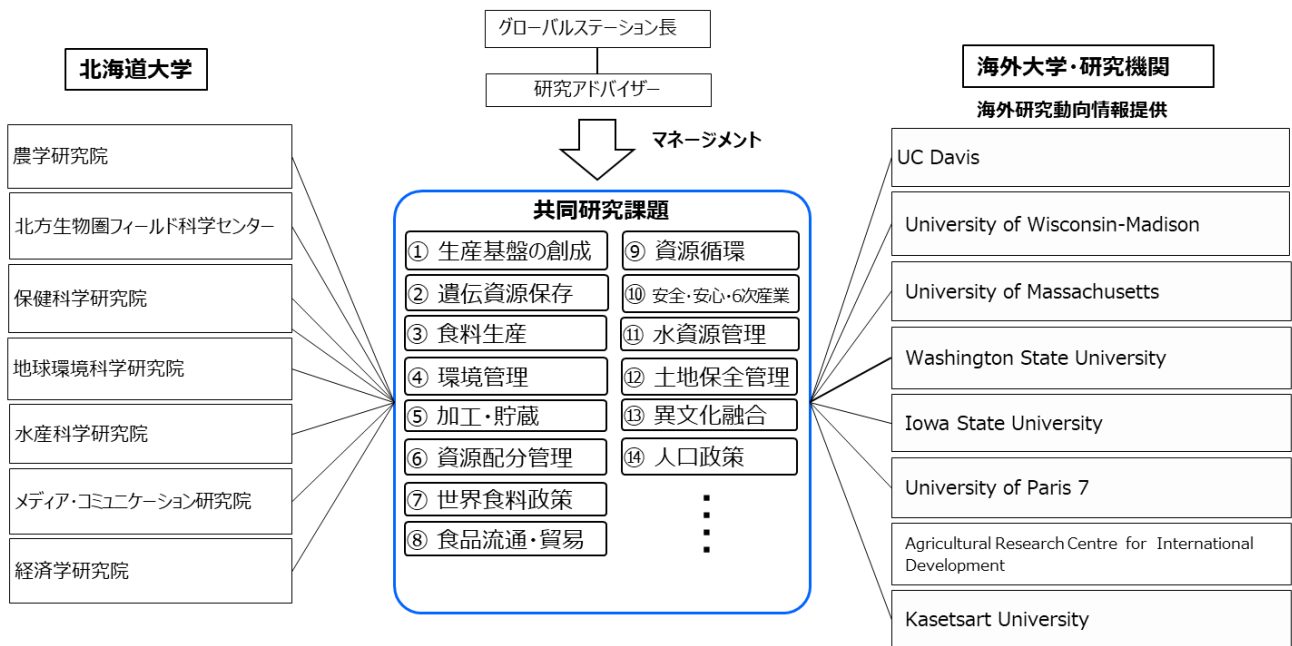 グローバルステーション長
研究アドバイザー
マネージメント
北海道大学
農学研究院
北方生物圏フィールド科学センター
保健科学研究院
地球環境科学研究院
水産科学研究院
メディア・コミュニケーション研究院
経済学研究院
共同研究課題
① 生産基盤の創成
② 遺伝資源保存
③ 食料生産
④ 環境管理
⑤ 加工・貯蔵
⑥ 資源配分管理
⑦ 世界食料政策
⑧ 食品流通・貿易
⑨ 資源循環
⑩ 安全・安心・6次産業
⑪ 水資源管理
⑫ 土地保全管理
⑬ 異文化融合
⑭ 人口政策
海外大学・研究機関
海外研究動向情報提供
UC Davis
University of Wisconsin-Madison
University of Massachusetts
Washington State University
Iowa State University
University of Paris 7
Agricultural Research Centre for International
Development
Kasetsart University